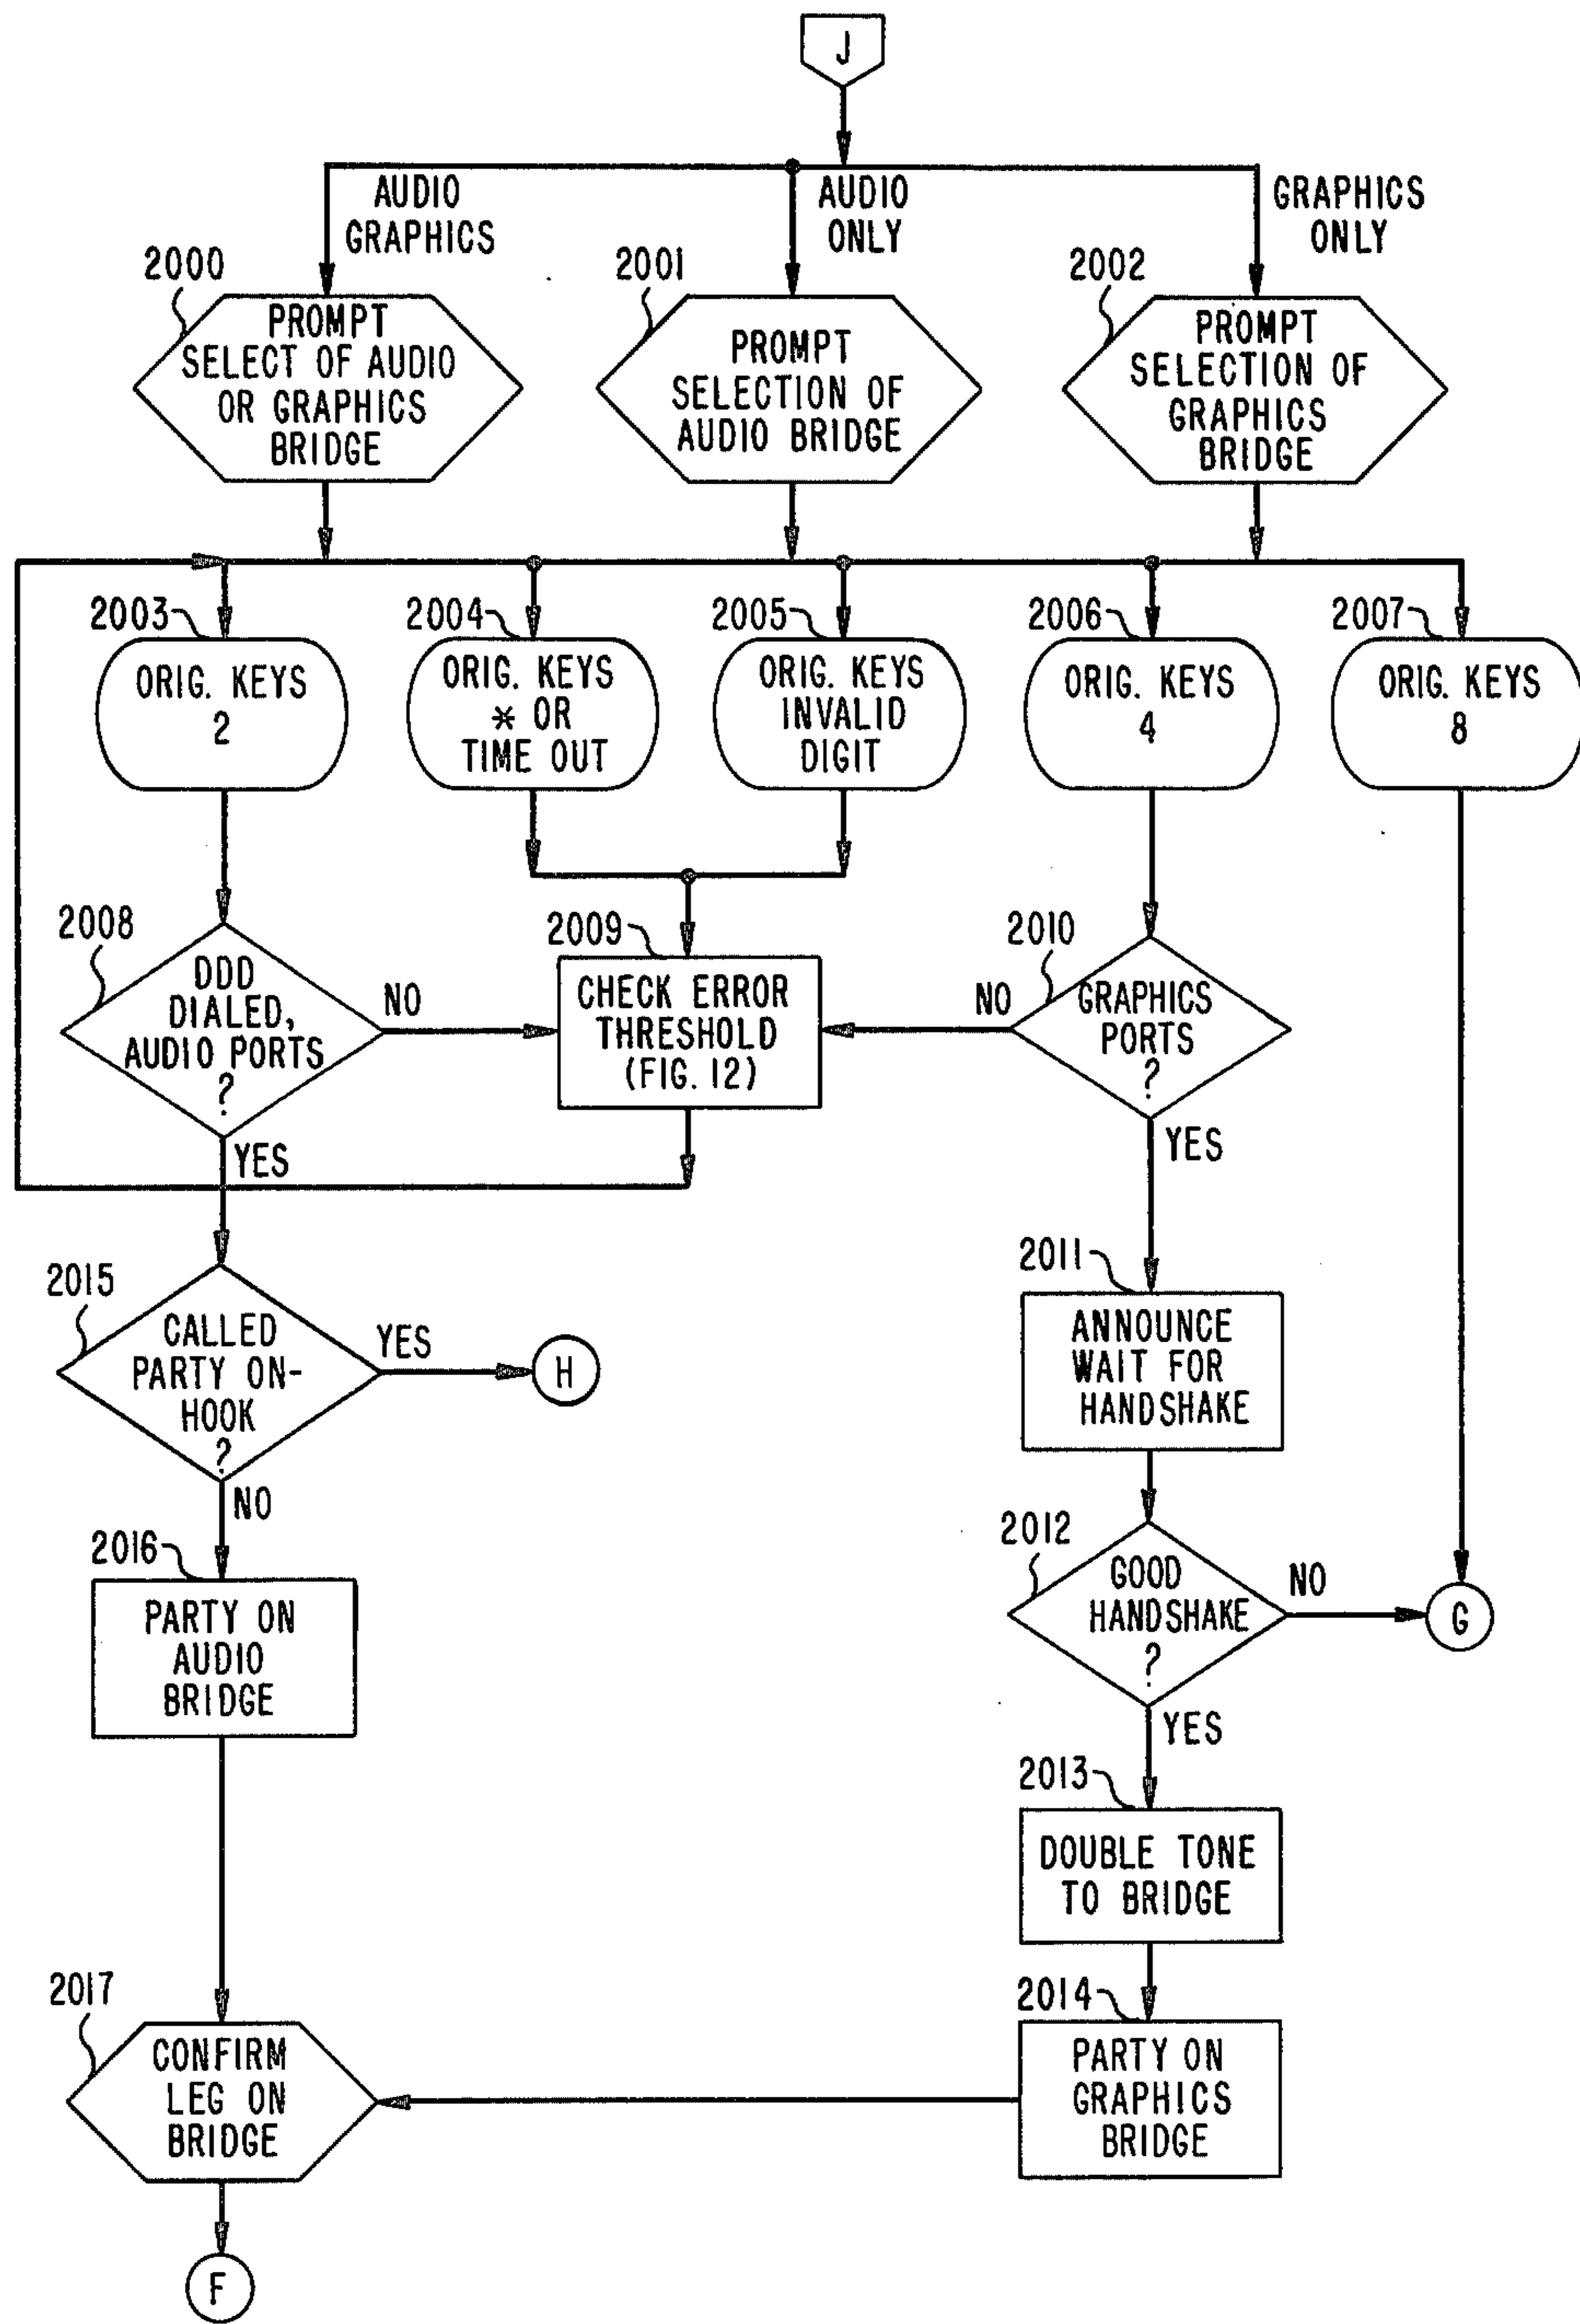 J
AUDIO
GRAPHICS
AUDIO
ONLY
GRAPHICS
ONLY
2000
2001
2002
PROMPT
SELECT OF AUDIO
OR GRAPHICS
BRIDGE
PROMPT
SELECTION OF
AUDIO BRIDGE
PROMPT
SELECTION OF
GRAPHICS
BRIDGE
2003
2004
2005
2006
2007
ORIG. KEYS
2
ORIG. KEYS
* OR
TIME OUT
ORIG. KEYS
INVALID
DIGIT
ORIG. KEYS
4
ORIG. KEYS
8
2008
2009
2010
DDD
DIALED,
AUDIO PORTS
?
NO
CHECK ERROR
THRESHOLD
(FIG. 12)
NO
GRAPHICS
PORTS
?
YES
YES
2015
2011
CALLED
PARTY ON-
HOOK
?
YES
H
ANNOUNCE
WAIT FOR
HANDSHAKE
NO
2016
2012
PARTY ON
AUDIO
BRIDGE
GOOD
HANDSHAKE
?
NO
G
YES
2013
DOUBLE TONE
TO BRIDGE
2017
2014
CONFIRM
LEG ON
BRIDGE
PARTY ON
GRAPHICS
BRIDGE
F